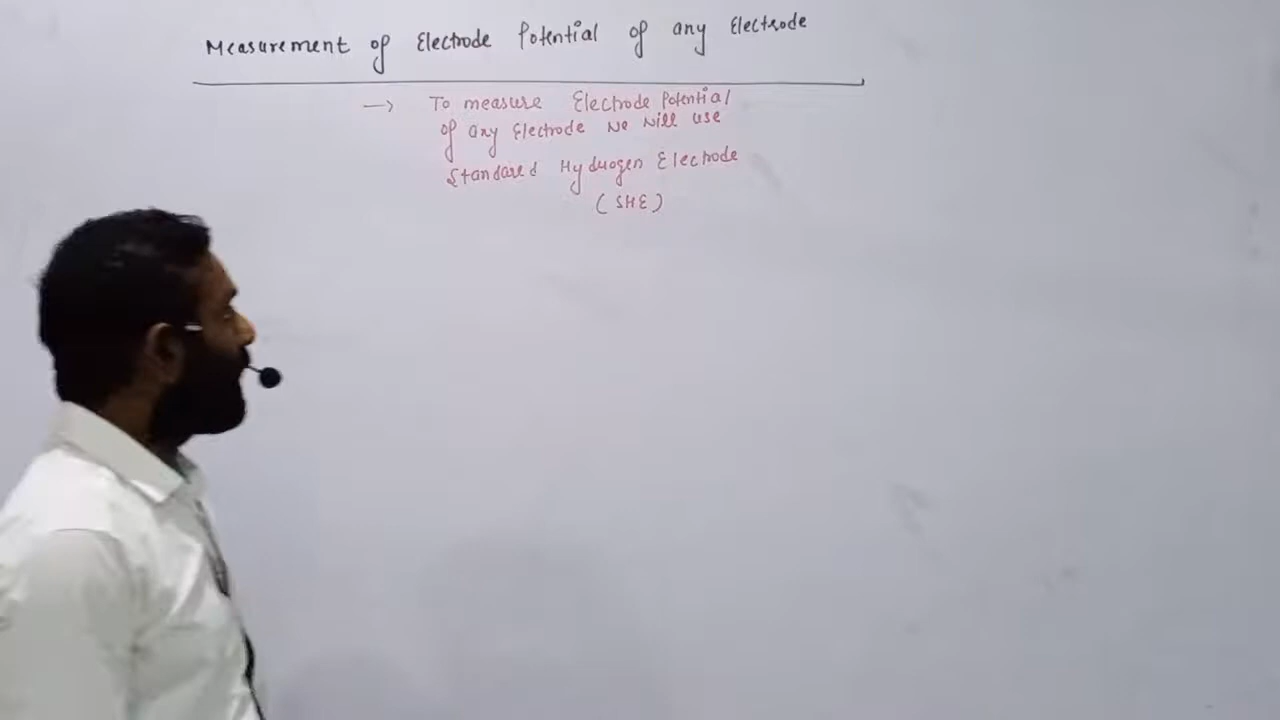 Measurement of Electrode Potential of any Electrode
→ To measure Electrode Potential
of any Electrode we will use
Standard Hydrogen Electrode
(SHE)